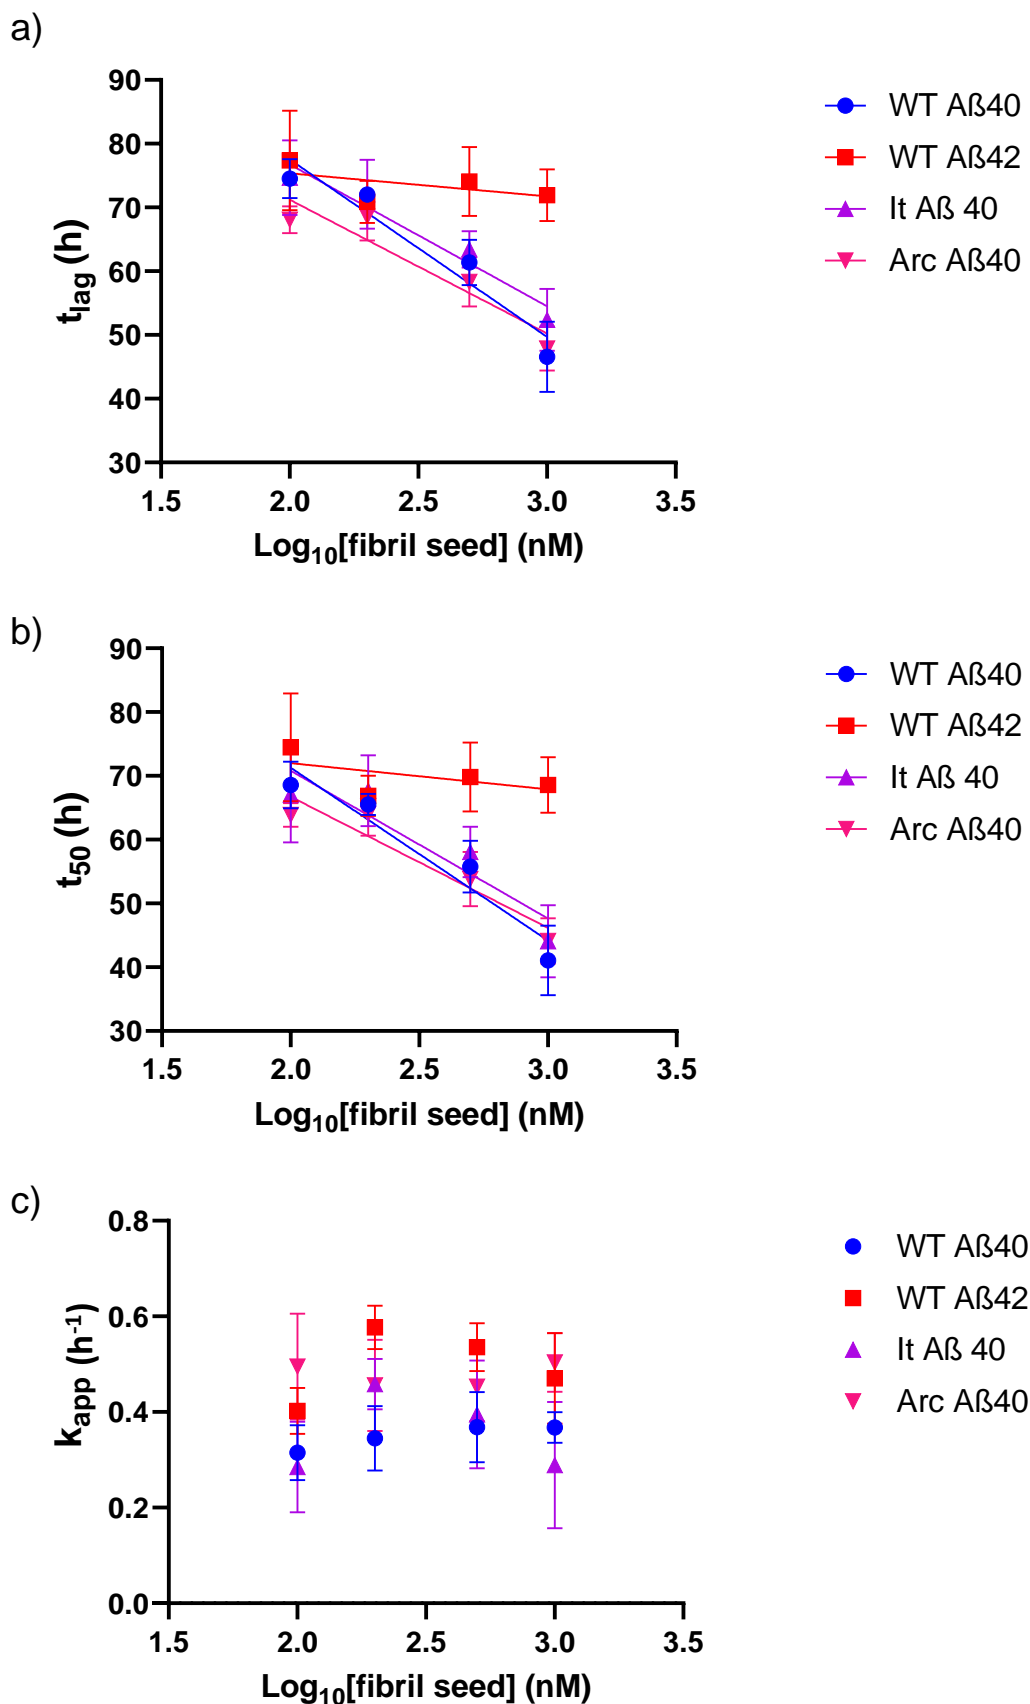 a)
90
80
70
60
50
40
30
1.5 2.0 2.5 3.0 3.5
tlag (h)
Log10[fibril seed] (nM)
WT Aß40
WT Aß42
It Aß 40
Arc Aß40
b)
90
80
70
60
50
40
30
1.5 2.0 2.5 3.0 3.5
t50 (h)
Log10[fibril seed] (nM)
WT Aß40
WT Aß42
It Aß 40
Arc Aß40
c)
0.8
0.6
0.4
0.2
0.0
1.5 2.0 2.5 3.0 3.5
kapp (h-1)
Log10[fibril seed] (nM)
WT Aß40
WT Aß42
It Aß 40
Arc Aß40